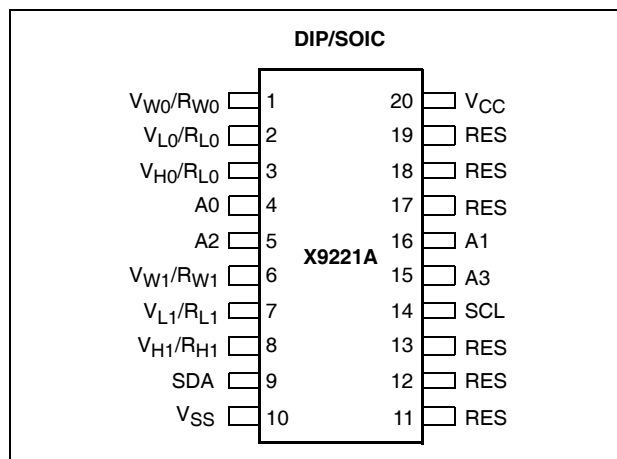 DIP/SOIC
VW0/RW0 1 20 VCC
VL0/RL0 2 19 RES
VH0/RL0 3 18 RES
A0 4 17 RES
A2 5 16 A1
X9221A
VW1/RW1 6 15 A3
VL1/RL1 7 14 SCL
VH1/RH1 8 13 RES
SDA 9 12 RES
VSS 10 11 RES